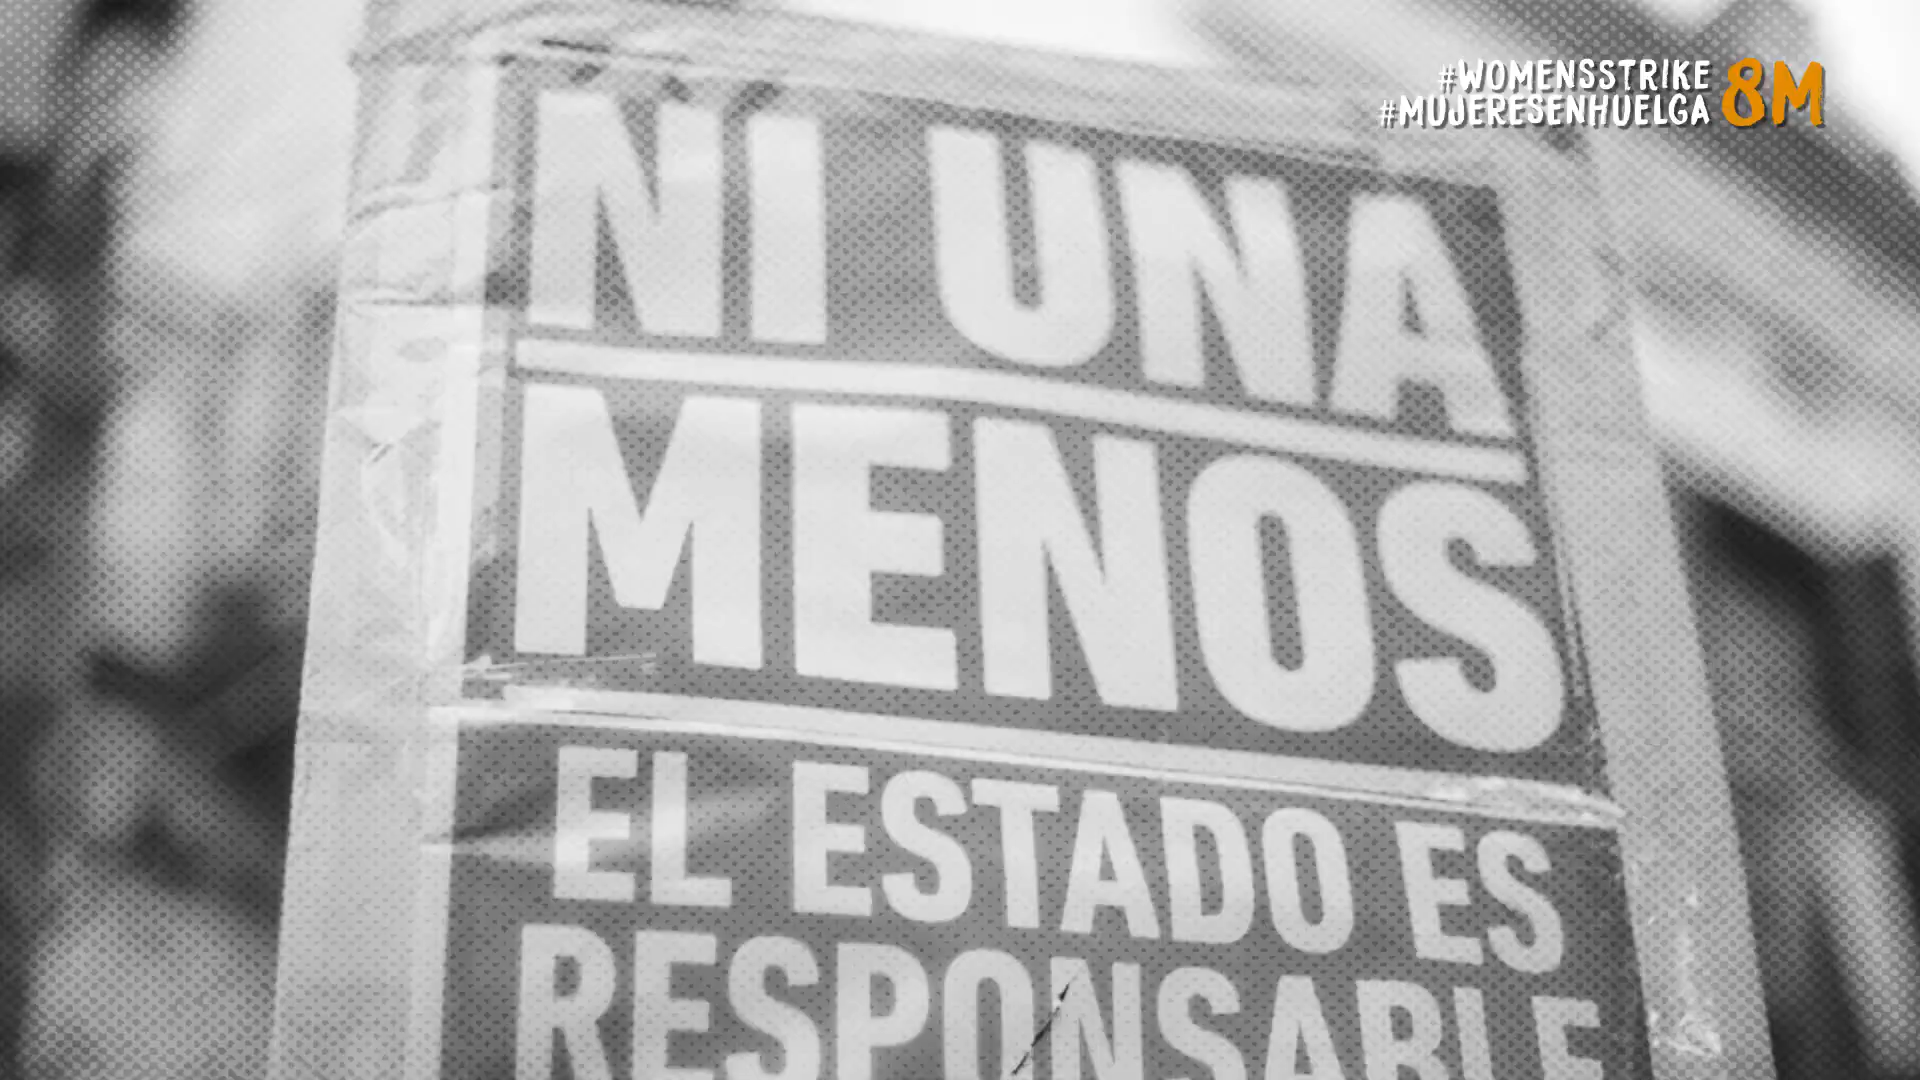 #WOMENSSTRIKE
#MUJERESENHUELGA 8M
NI UNA
MENOS
EL ESTADO ES
RESPONSABLE